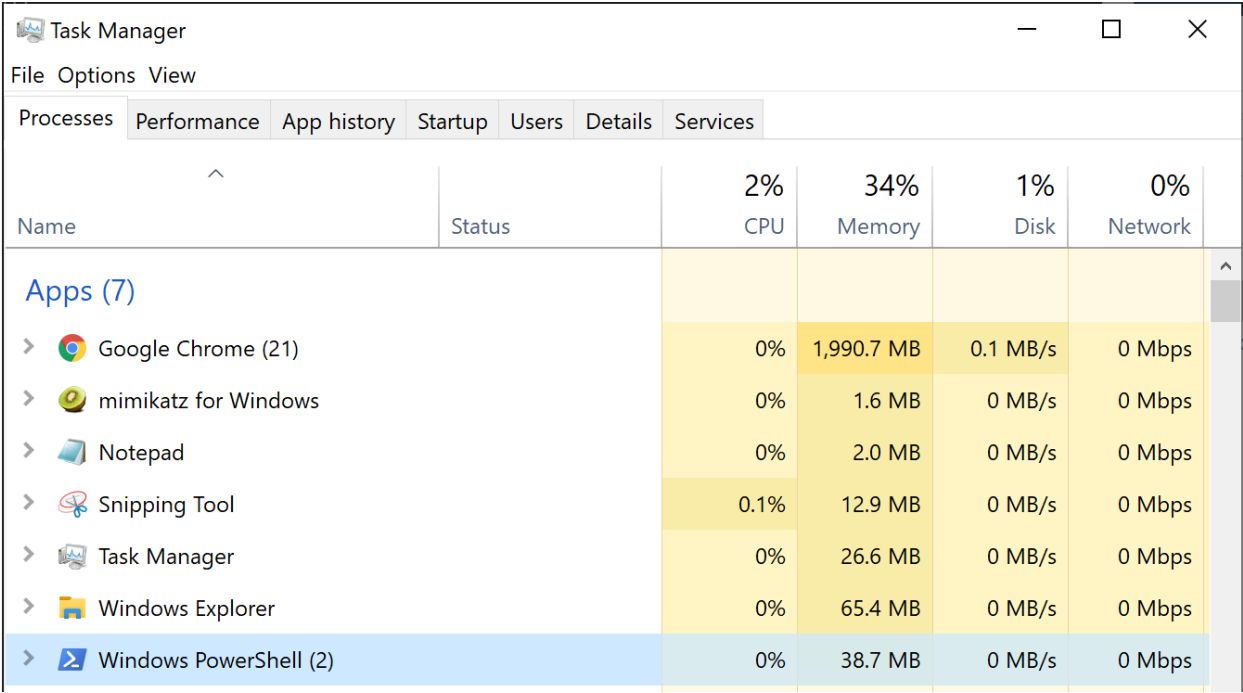 Task Manager
File Options View
Processes Performance App history Startup Users Details Services
2% 34% 1% 0%
Name Status CPU Memory Disk Network
Apps (7)
Google Chrome (21) 0% 1,990.7 MB 0.1 MB/s 0 Mbps
mimikatz for Windows 0% 1.6 MB 0 MB/s 0 Mbps
Notepad 0% 2.0 MB 0 MB/s 0 Mbps
Snipping Tool 0.1% 12.9 MB 0 MB/s 0 Mbps
Task Manager 0% 26.6 MB 0 MB/s 0 Mbps
Windows Explorer 0% 65.4 MB 0 MB/s 0 Mbps
Windows PowerShell (2) 0% 38.7 MB 0 MB/s 0 Mbps